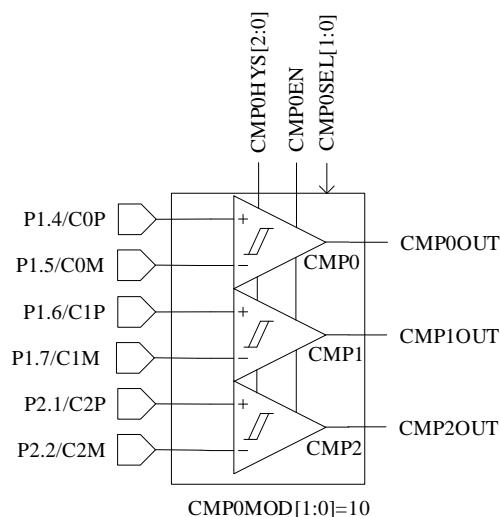 CMP0HYS[2:0]
CMP0EN
CMP0SEL[1:0]
P1.4/C0P
+
CMP0OUT
P1.5/C0M
−
CMP0
P1.6/C1P
+
CMP1OUT
P1.7/C1M
−
CMP1
P2.1/C2P
+
CMP2OUT
P2.2/C2M
−
CMP2
CMP0MOD[1:0]=10